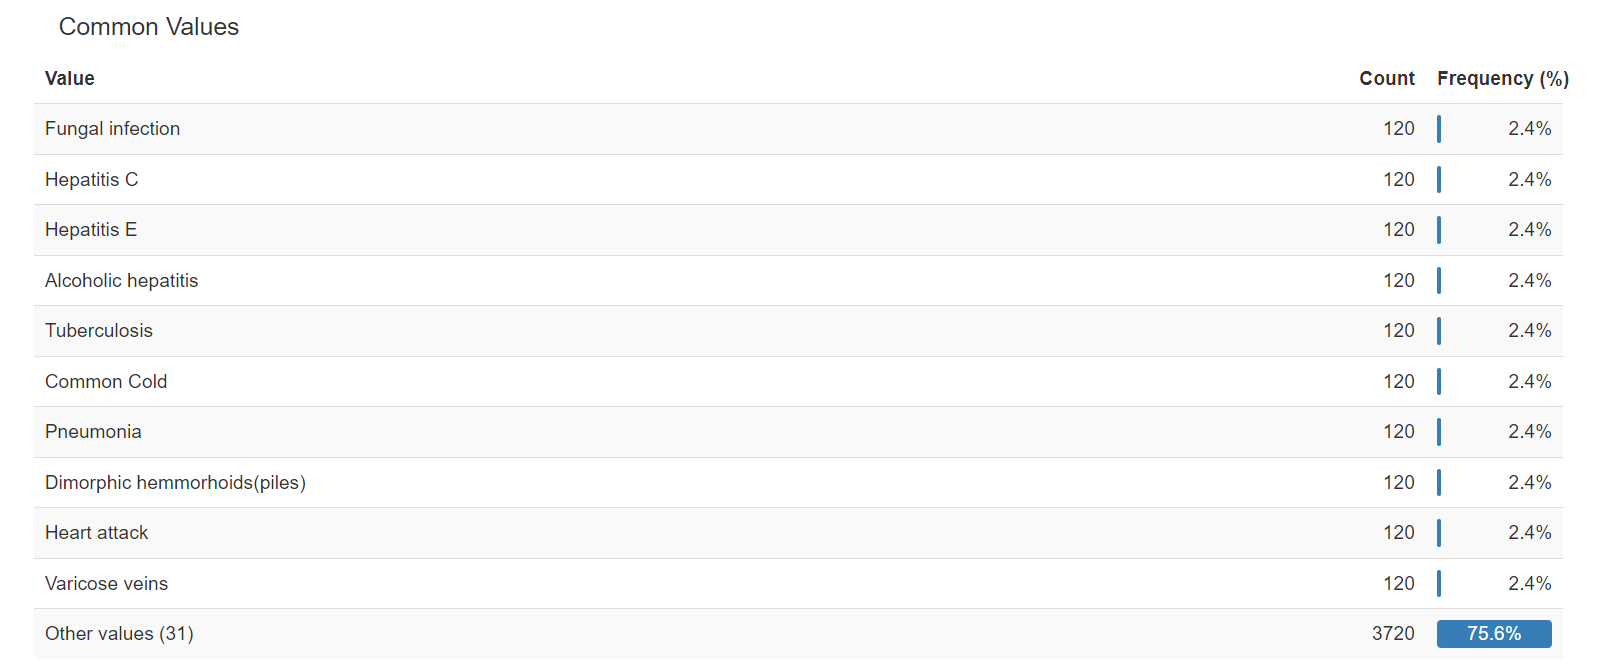 Common Values
Value Count Frequency (%)
Fungal infection 120 2.4%
Hepatitis C 120 2.4%
Hepatitis E 120 2.4%
Alcoholic hepatitis 120 2.4%
Tuberculosis 120 2.4%
Common Cold 120 2.4%
Pneumonia 120 2.4%
Dimorphic hemmorhoids(piles) 120 2.4%
Heart attack 120 2.4%
Varicose veins 120 2.4%
Other values (31) 3720 75.6%